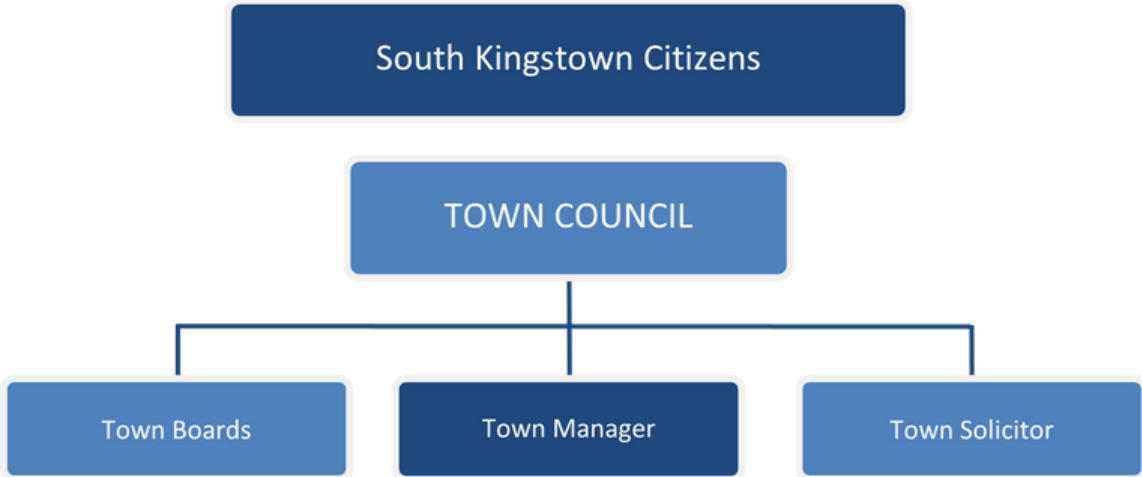 South Kingstown Citizens
TOWN COUNCIL
Town Boards
Town Manager
Town Solicitor